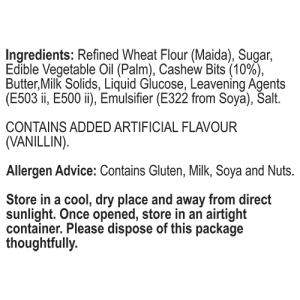 Ingredients: Refined Wheat Flour (Maida), Sugar,
Edible Vegetable Oil (Palm), Cashew Bits (10%),
Butter,Milk Solids, Liquid Glucose, Leavening Agents
(E503 ii, E500 ii), Emulsifier (E322 from Soya), Salt.
CONTAINS ADDED ARTIFICIAL FLAVOUR
(VANILLIN).
Allergen Advice: Contains Gluten, Milk, Soya and Nuts.
Store in a cool, dry place and away from direct
sunlight. Once opened, store in an airtight
container. Please dispose of this package
thoughtfully.